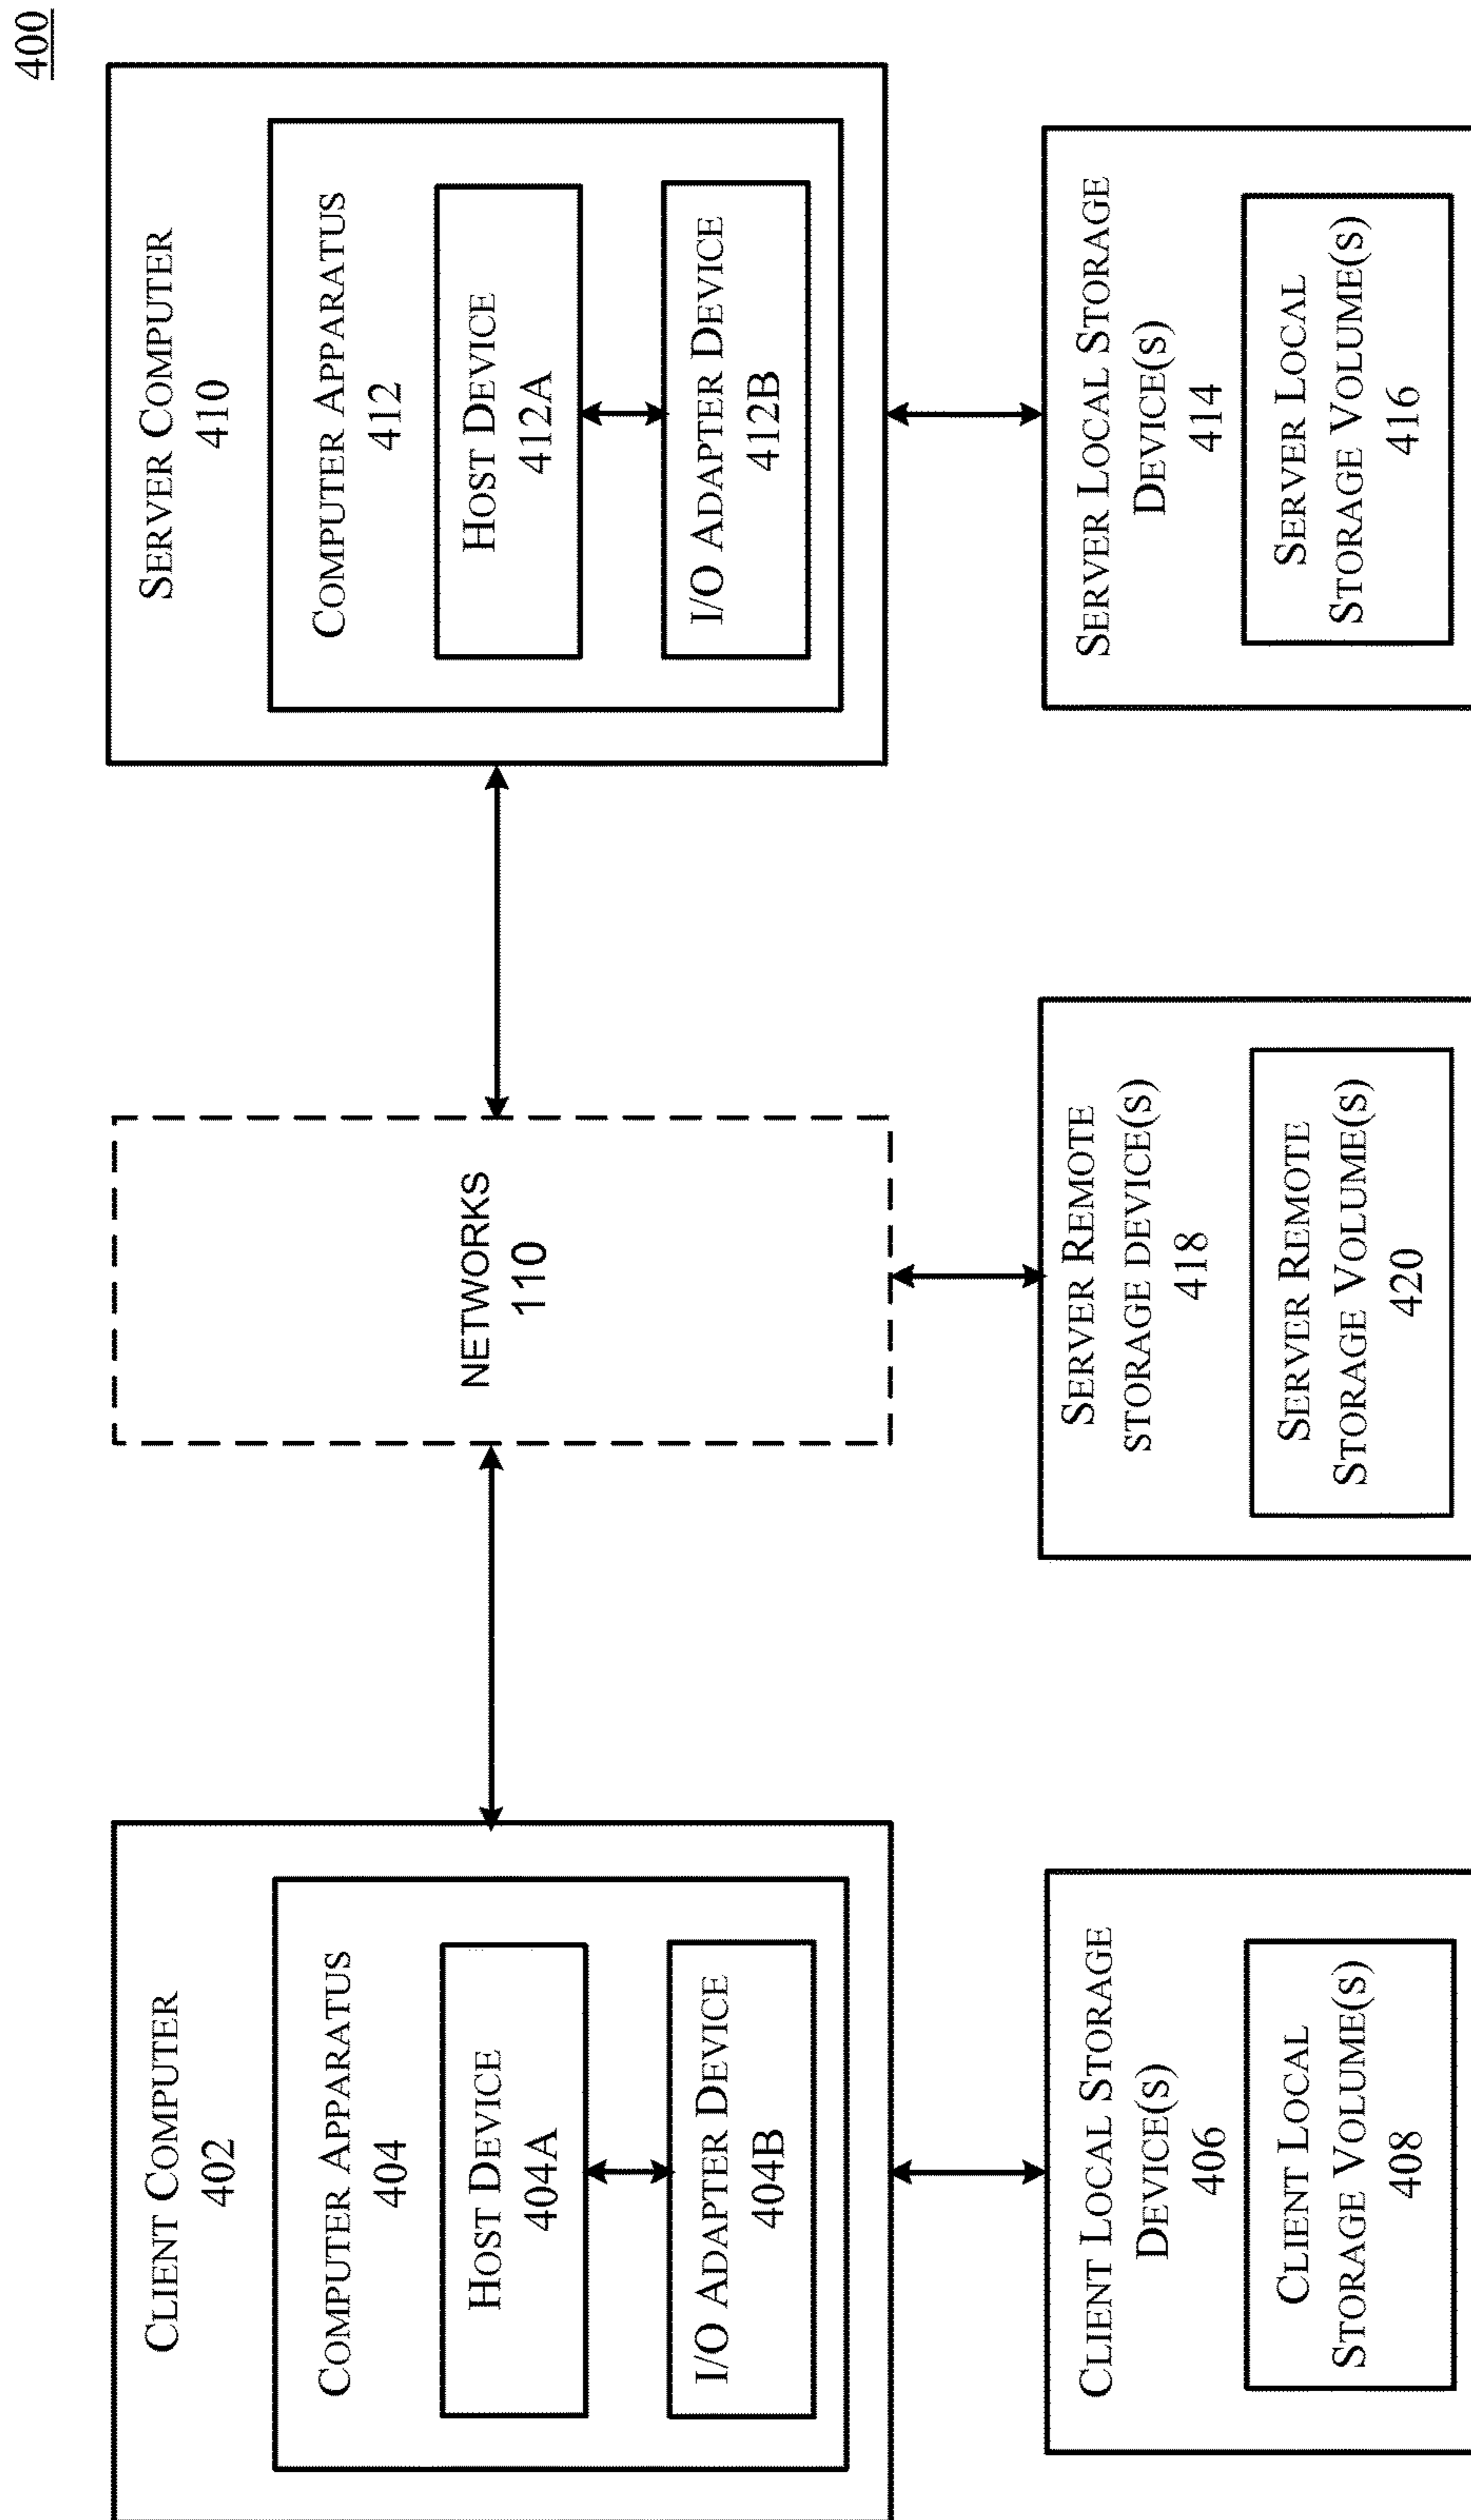 400
CLIENT COMPUTER
402
COMPUTER APPARATUS
404
HOST DEVICE
404A
I/O ADAPTER DEVICE
404B
CLIENT LOCAL STORAGE
DEVICE(S)
406
CLIENT LOCAL
STORAGE VOLUME(S)
408
NETWORKS
110
SERVER REMOTE
STORAGE DEVICE(S)
418
SERVER REMOTE
STORAGE VOLUME(S)
420
SERVER COMPUTER
410
COMPUTER APPARATUS
412
HOST DEVICE
412A
I/O ADAPTER DEVICE
412B
SERVER LOCAL STORAGE
DEVICE(S)
414
SERVER LOCAL
STORAGE VOLUME(S)
416